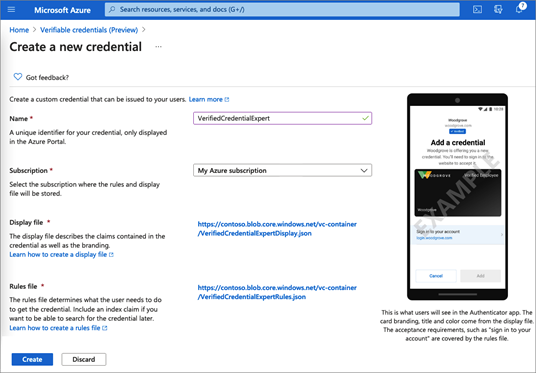 Microsoft Azure
Search resources, services, and docs (G+/)
Home > Verifiable credentials (Preview) >
Create a new credential ...
Got feedback?
Create a custom credential that can be issued to your users. Learn more
Name *
VerifiedCredentialExpert
A unique identifier for your credential, only displayed
in the Azure Portal.
Subscription *
My Azure subscription
Select the subscription where the rules and display
file will be stored.
Display file *
https://contoso.blob.core.windows.net/vc-container
/VerifiedCredentialExpertDisplay.json
The display file describes the claims contained in the
credential as well as the branding.
Learn how to create a display file
Rules file *
https://contoso.blob.core.windows.net/vc-container
/VerifiedCredentialExpertRules.json
The rules file determines what the user needs to do
to get the credential. Include an index claim if you
want to be able to search for the credential later.
Learn how to create a rules file
Create
Discard
Woodgrove
woodgrove.com
Add a credential
Woodgrove is offering you a new
credential. You'll need to sign in to the
website to accept it.
WOODGROVE
Verified Employee
Woodgrove
EXAMPLE
Sign in to your account
login.woodgrove.com
Cancel
Add
This is what users will see in the Authenticator app. The
card branding, title and color come from the display file.
The acceptance requirements, such as "sign in to your
account" are covered by the rules file.